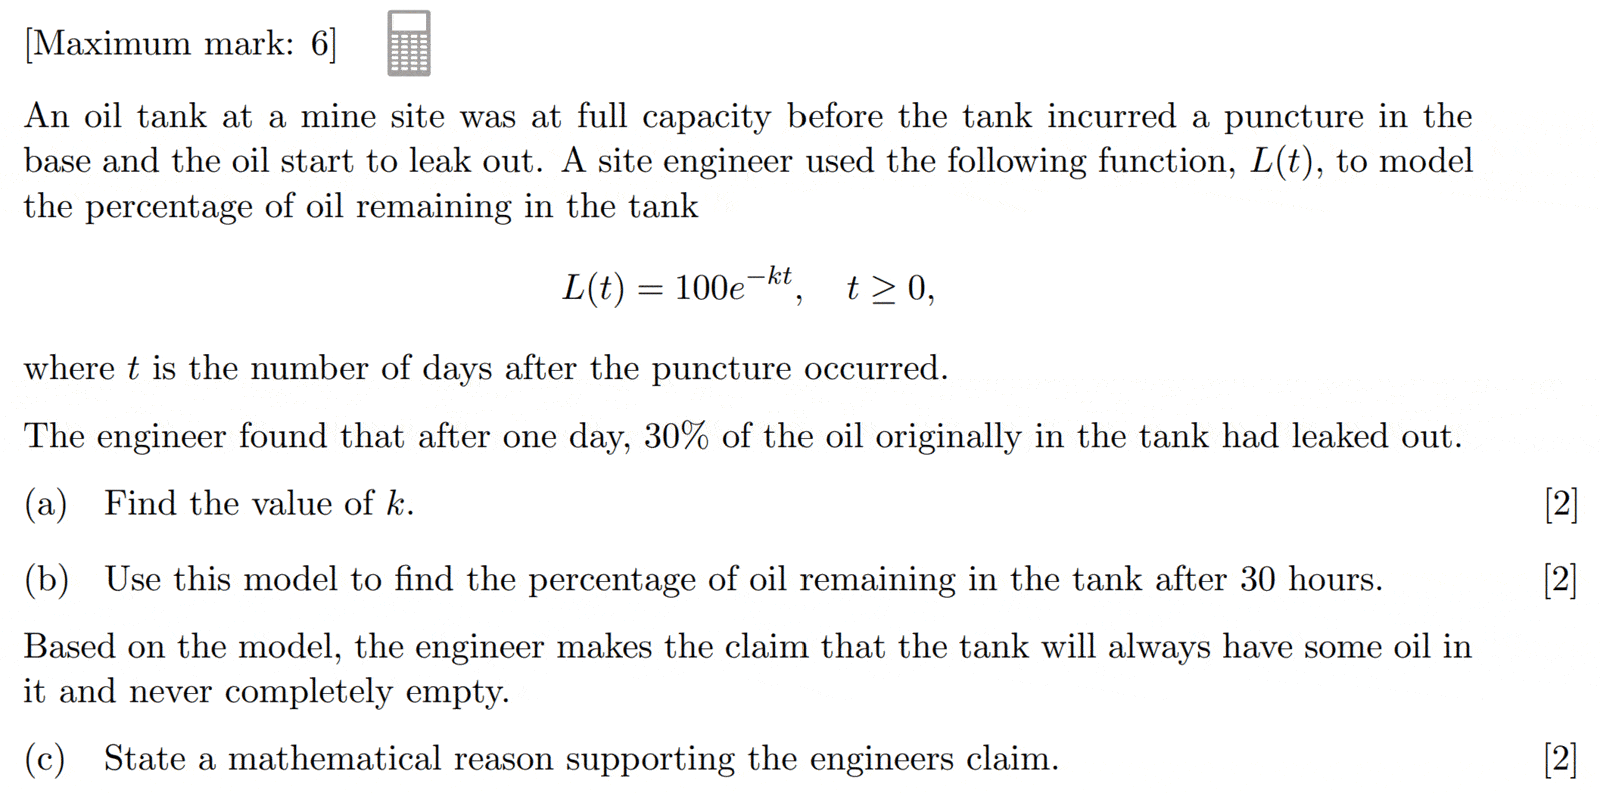 [Maximum mark: 6]
An oil tank at a mine site was at full capacity before the tank incurred a puncture in the
base and the oil start to leak out. A site engineer used the following function, L(t), to model
the percentage of oil remaining in the tank
L(t) = 100e^{-kt}, t ≥ 0,
where t is the number of days after the puncture occurred.
The engineer found that after one day, 30% of the oil originally in the tank had leaked out.
(a) Find the value of k. [2]
(b) Use this model to find the percentage of oil remaining in the tank after 30 hours. [2]
Based on the model, the engineer makes the claim that the tank will always have some oil in
it and never completely empty.
(c) State a mathematical reason supporting the engineers claim. [2]